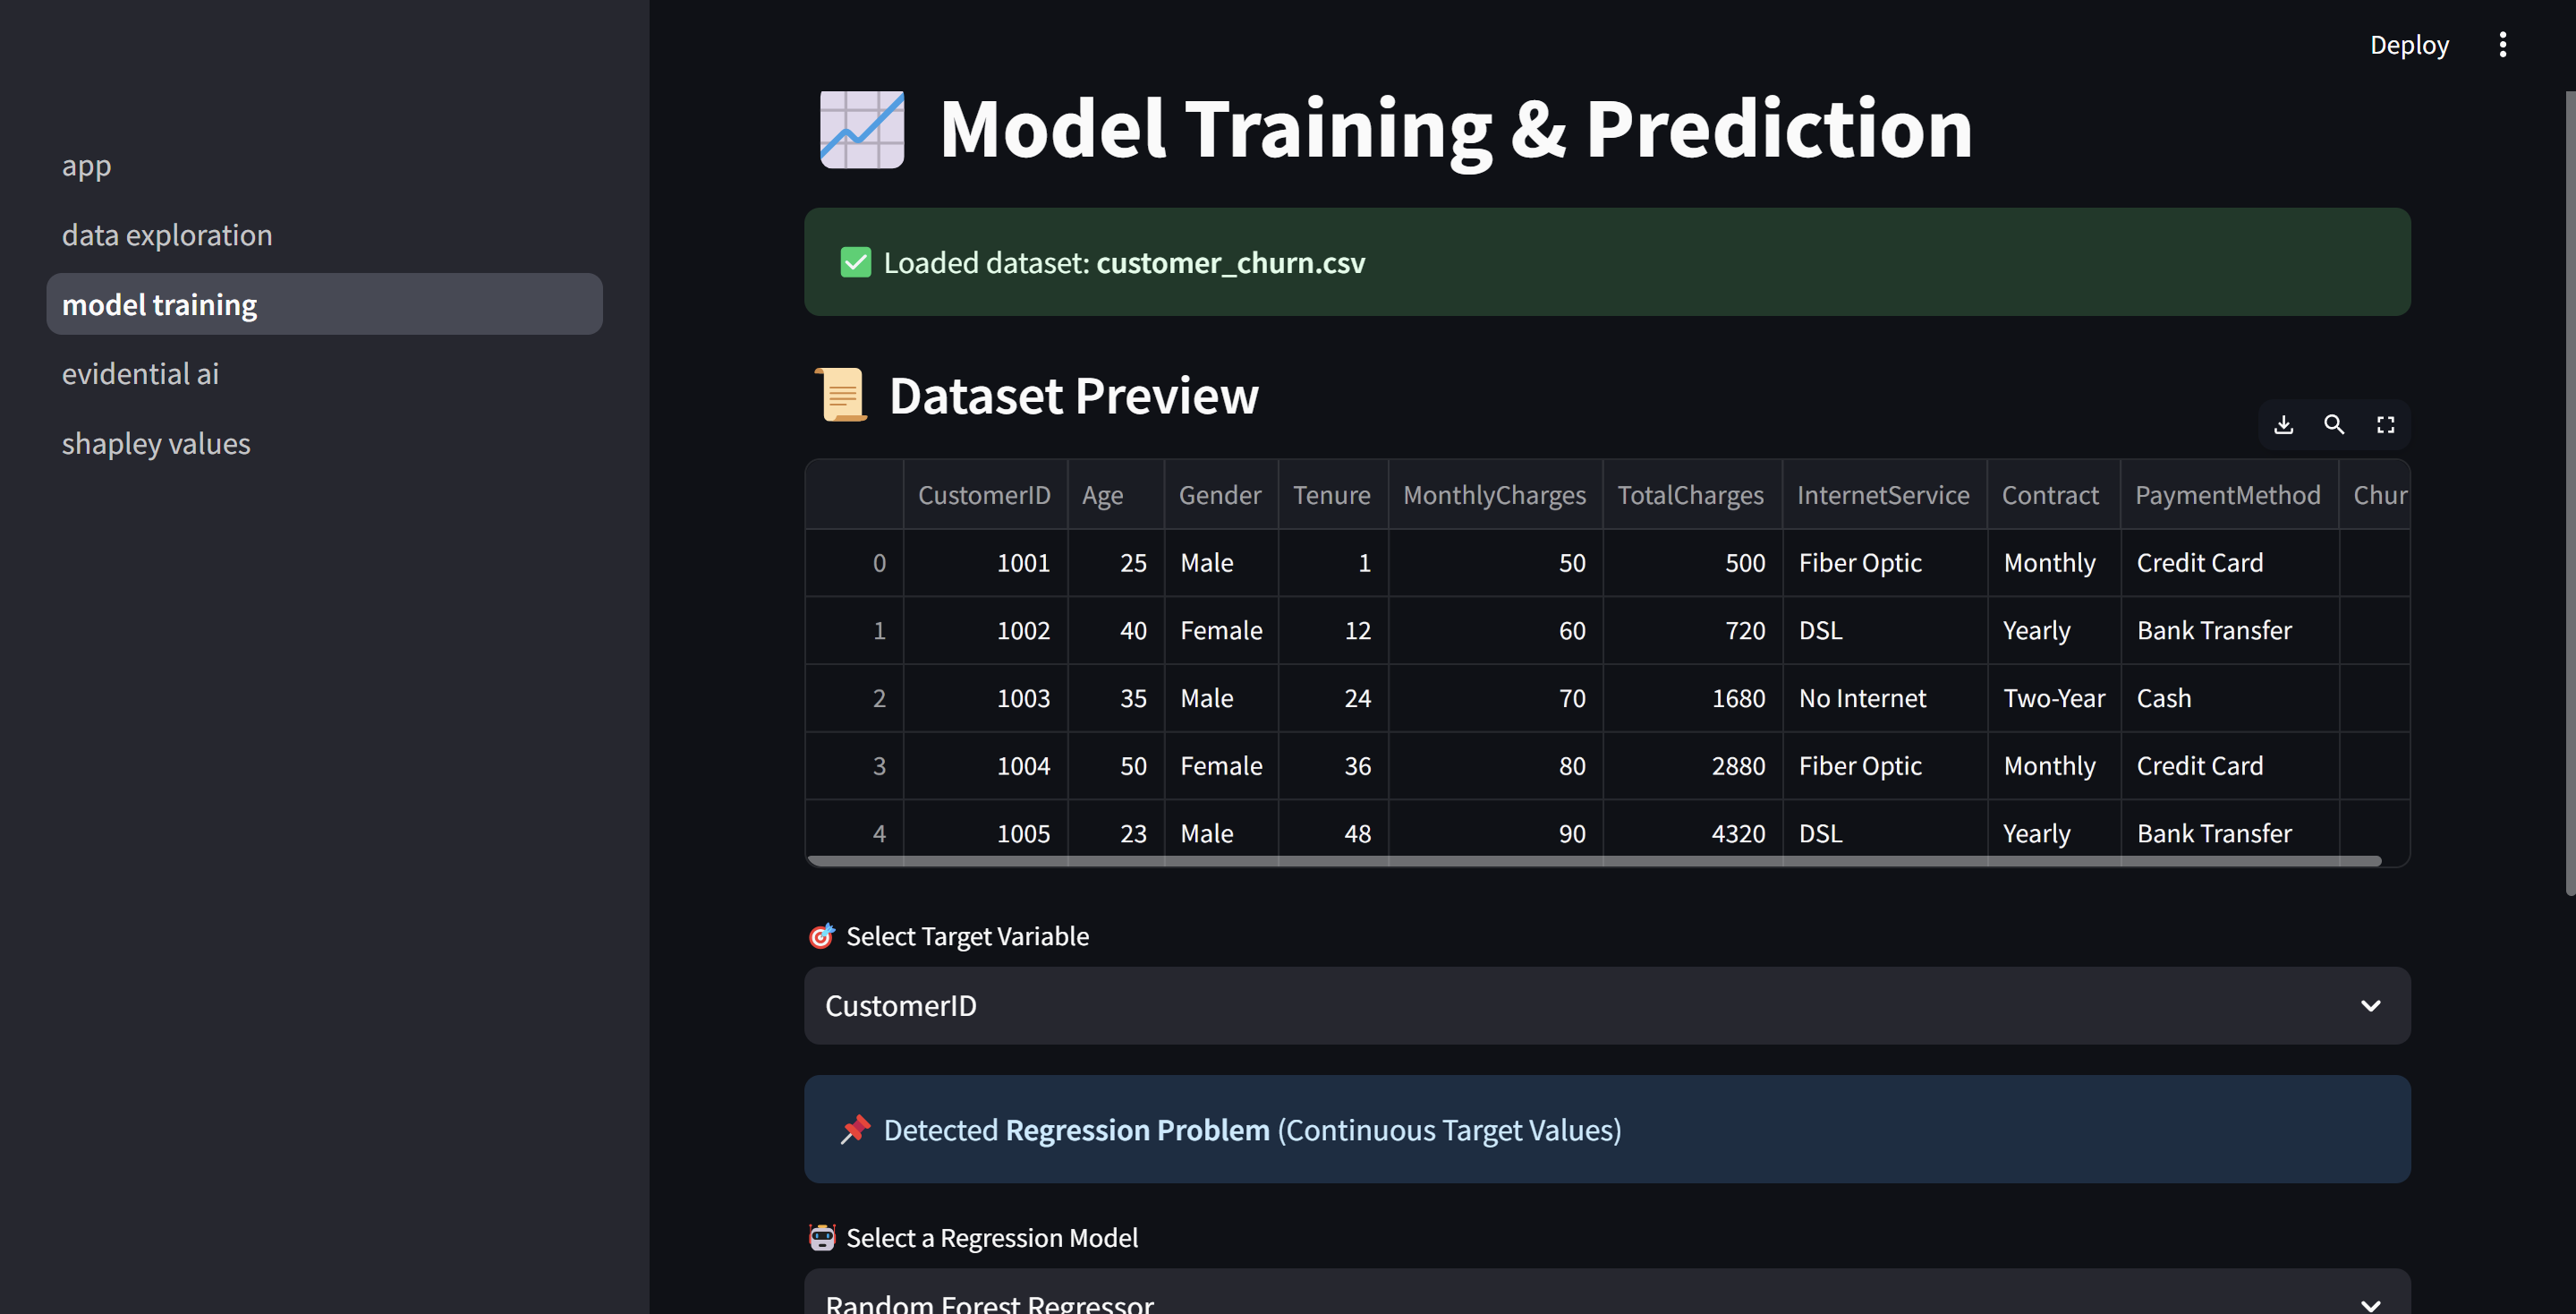 Deploy
app
data exploration
model training
evidential ai
shapley values
Model Training & Prediction
Loaded dataset: customer_churn.csv
Dataset Preview
CustomerID Age Gender Tenure MonthlyCharges TotalCharges InternetService Contract PaymentMethod Chur
0 1001 25 Male 1 50 500 Fiber Optic Monthly Credit Card
1 1002 40 Female 12 60 720 DSL Yearly Bank Transfer
2 1003 35 Male 24 70 1680 No Internet Two-Year Cash
3 1004 50 Female 36 80 2880 Fiber Optic Monthly Credit Card
4 1005 23 Male 48 90 4320 DSL Yearly Bank Transfer
Select Target Variable
CustomerID
Detected Regression Problem (Continuous Target Values)
Select a Regression Model
Random Forest Regressor